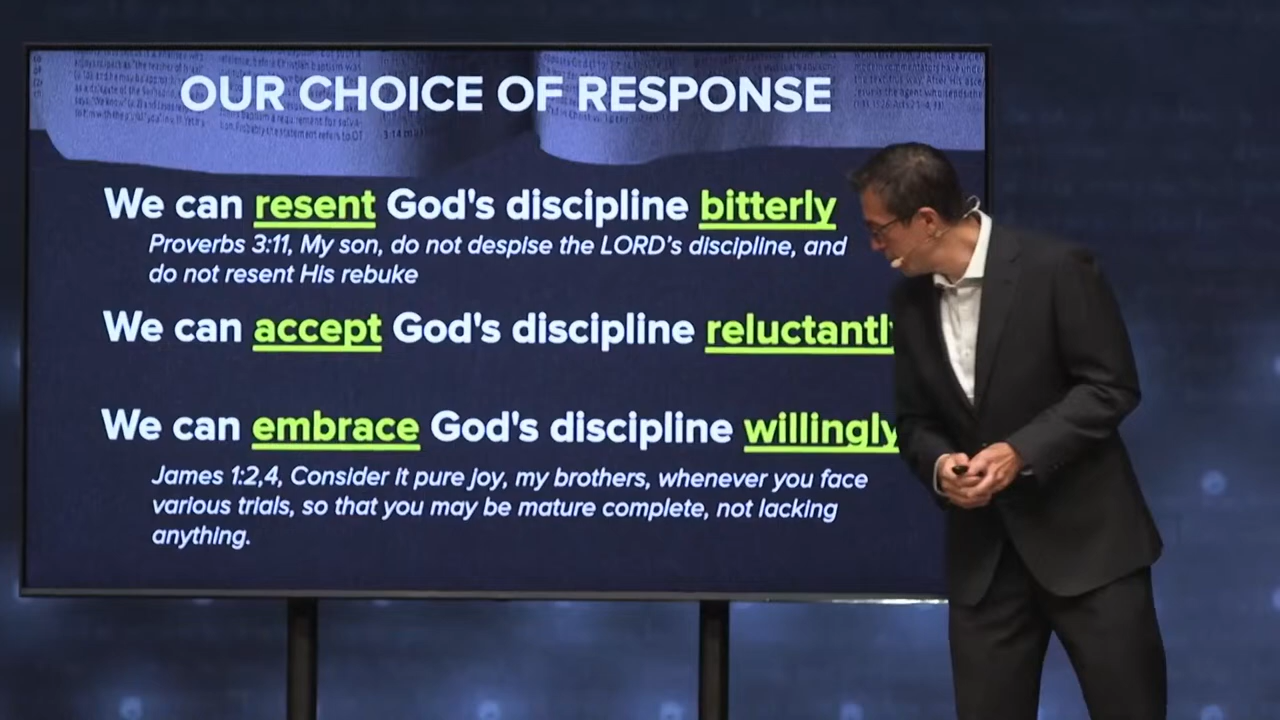 OUR CHOICE OF RESPONSE
We can resent God's discipline bitterly
Proverbs 3:11, My son, do not despise the LORD's discipline, and
do not resent His rebuke
We can accept God's discipline reluctantly
We can embrace God's discipline willingly
James 1:2,4, Consider it pure joy, my brothers, whenever you face
various trials, so that you may be mature complete, not lacking
anything.